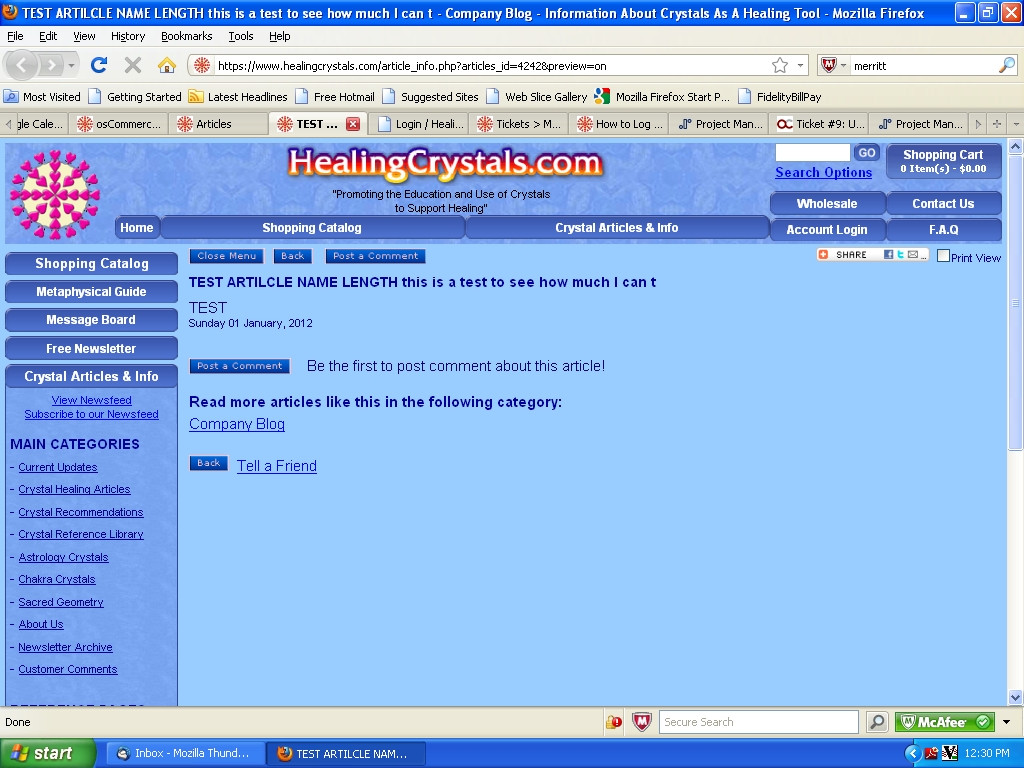 TEST ARTILCLE NAME LENGTH this is a test to see how much I can t - Company Blog - Information About Crystals As A Healing Tool - Mozilla Firefox
File Edit View History Bookmarks Tools Help
https://www.healingcrystals.com/article_info.php?articles_id=4242&preview=on
merritt
Most Visited Getting Started Latest Headlines Free Hotmail Suggested Sites Web Slice Gallery Mozilla Firefox Start P... FidelityBillPay
gle Cale... osCommerc... Articles TEST ... Login / Heali... Tickets > M... How to Log ... Project Man... Ticket #9: U... Project Man...
HealingCrystals.com
"Promoting the Education and Use of Crystals
to Support Healing"
GO
Search Options
Shopping Cart
0 Item(s) - $0.00
Wholesale Contact Us
Home Shopping Catalog Crystal Articles & Info Account Login F.A.Q
Close Menu Back Post a Comment
SHARE
Print View
Shopping Catalog
Metaphysical Guide
Message Board
Free Newsletter
Crystal Articles & Info
View Newsfeed
Subscribe to our Newsfeed
MAIN CATEGORIES
- Current Updates
- Crystal Healing Articles
- Crystal Recommendations
- Crystal Reference Library
- Astrology Crystals
- Chakra Crystals
- Sacred Geometry
- About Us
- Newsletter Archive
- Customer Comments
TEST ARTILCLE NAME LENGTH this is a test to see how much I can t
TEST
Sunday 01 January, 2012
Post a Comment Be the first to post comment about this article!
Read more articles like this in the following category:
Company Blog
Back Tell a Friend
Done
Secure Search
McAfee
start Inbox - Mozilla Thund... TEST ARTILCLE NAM... 12:30 PM